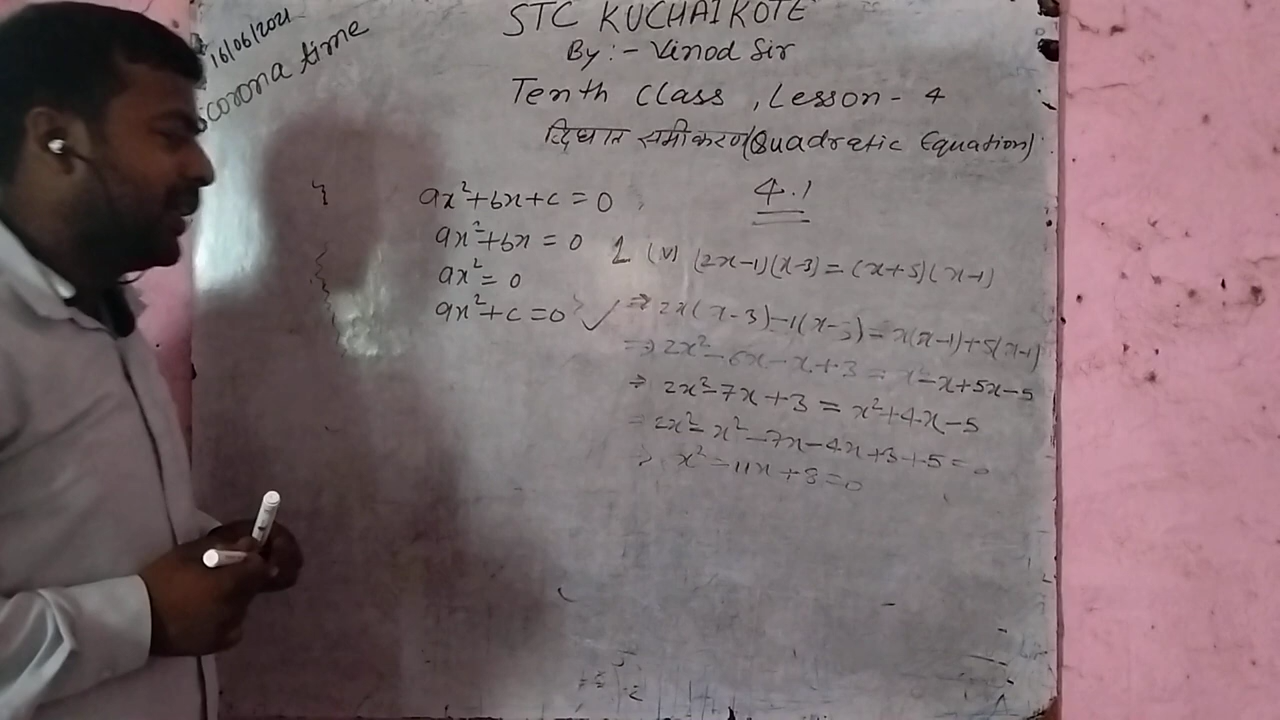 16/06/2021
corona time
STC KUCHAIKOTE
By :- Vinod Sir
Tenth Class , Lesson - 4
द्विघात समीकरण (Quadratic Equation)
4.1
ax²+bx+c = 0
ax²+bx = 0
ax² = 0
ax²+c = 0
1 (v) (2x-1)(x-3) = (x+5)(x-1)
⇒ 2x(x-3)-1(x-3) = x(x-1)+5(x-1)
⇒ 2x²-6x-x+3 = x²-x+5x-5
⇒ 2x²-7x+3 = x²+4x-5
= 2x²-x²-7x-4x+3+5 = 0
⇒ x²-11x+8=0